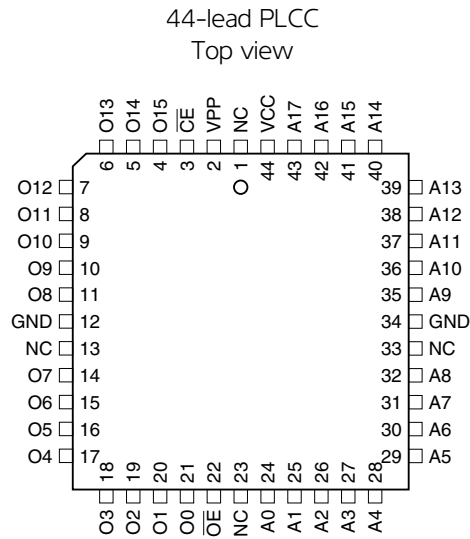 44-lead PLCC
Top view
O13 O14 O15 CE VPP NC VCC A17 A16 A15 A14
6 5 4 3 2 1 44 43 42 41 40
O12 7 39 A13
O11 8 38 A12
O10 9 37 A11
O9 10 36 A10
O8 11 35 A9
GND 12 34 GND
NC 13 33 NC
O7 14 32 A8
O6 15 31 A7
O5 16 30 A6
O4 17 29 A5
18 19 20 21 22 23 24 25 26 27 28
O3 O2 O1 O0 OE NC A0 A1 A2 A3 A4